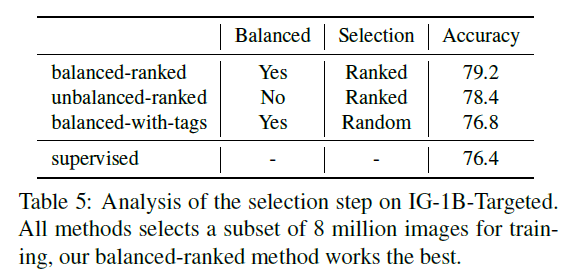 Balanced Selection Accuracy
balanced-ranked Yes Ranked 79.2
unbalanced-ranked No Ranked 78.4
balanced-with-tags Yes Random 76.8
supervised - - 76.4
Table 5: Analysis of the selection step on IG-1B-Targeted.
All methods selects a subset of 8 million images for train-
ing, our balanced-ranked method works the best.